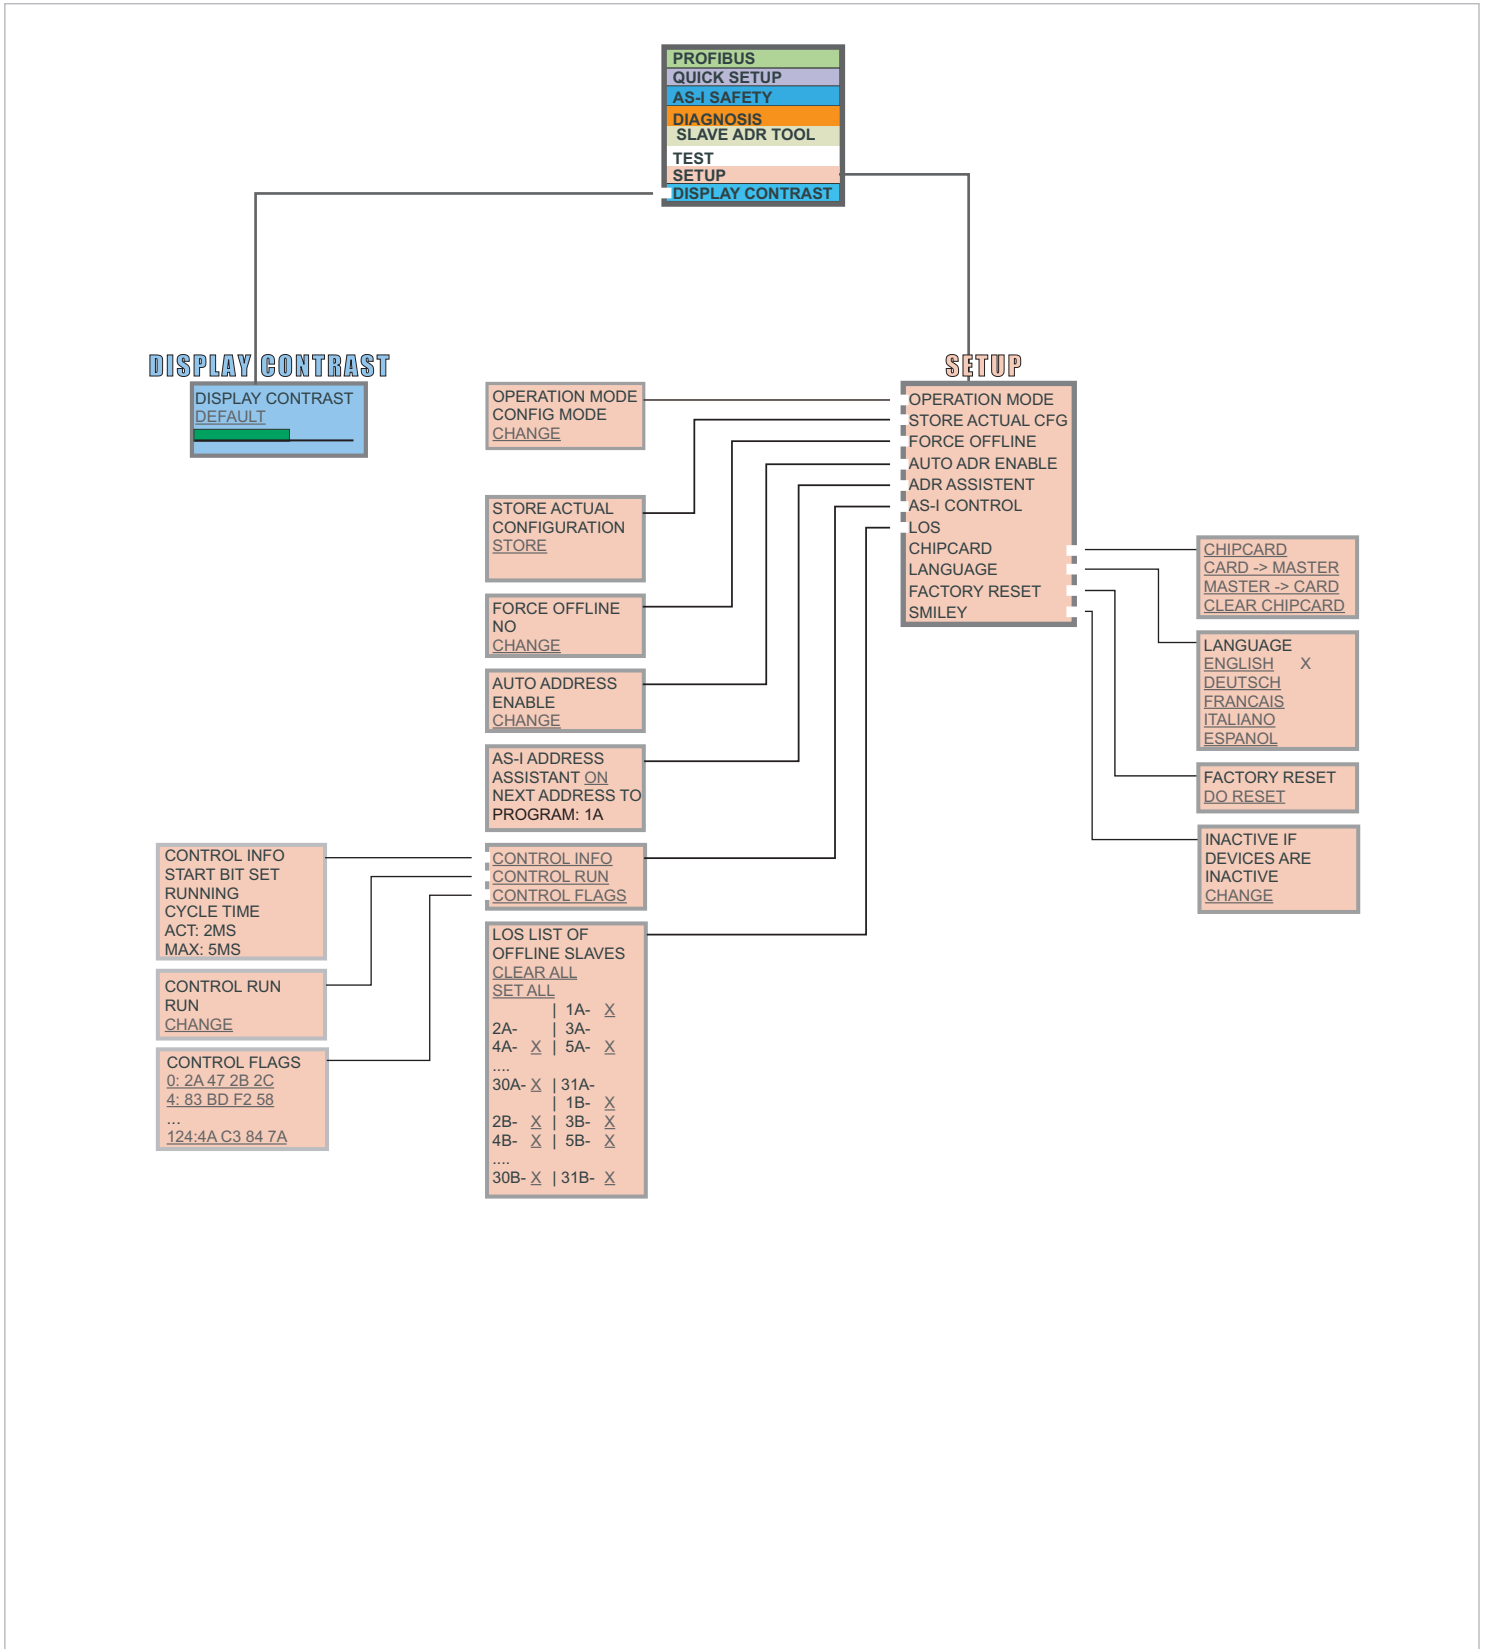 PROFIBUS
QUICK SETUP
AS-I SAFETY
DIAGNOSIS
SLAVE ADR TOOL
TEST
SETUP
DISPLAY CONTRAST
DISPLAY CONTRAST
DISPLAY CONTRAST
DEFAULT
SETUP
OPERATION MODE
STORE ACTUAL CFG
FORCE OFFLINE
AUTO ADR ENABLE
ADR ASSISTENT
AS-I CONTROL
LOS
CHIPCARD
LANGUAGE
FACTORY RESET
SMILEY
OPERATION MODE
CONFIG MODE
CHANGE
STORE ACTUAL
CONFIGURATION
STORE
FORCE OFFLINE
NO
CHANGE
AUTO ADDRESS
ENABLE
CHANGE
AS-I ADDRESS
ASSISTANT ON
NEXT ADDRESS TO
PROGRAM: 1A
CONTROL INFO
CONTROL RUN
CONTROL FLAGS
LOS LIST OF
OFFLINE SLAVES
CLEAR ALL
SET ALL
| 1A- X
2A- | 3A-
4A- X | 5A- X
....
30A- X | 31A-
| 1B- X
2B- X | 3B- X
4B- X | 5B- X
....
30B- X | 31B- X
CONTROL INFO
START BIT SET
RUNNING
CYCLE TIME
ACT: 2MS
MAX: 5MS
CONTROL RUN
RUN
CHANGE
CONTROL FLAGS
0: 2A 47 2B 2C
4: 83 BD F2 58
...
124:4A C3 84 7A
CHIPCARD
CARD -> MASTER
MASTER -> CARD
CLEAR CHIPCARD
LANGUAGE
ENGLISH X
DEUTSCH
FRANCAIS
ITALIANO
ESPANOL
FACTORY RESET
DO RESET
INACTIVE IF
DEVICES ARE
INACTIVE
CHANGE